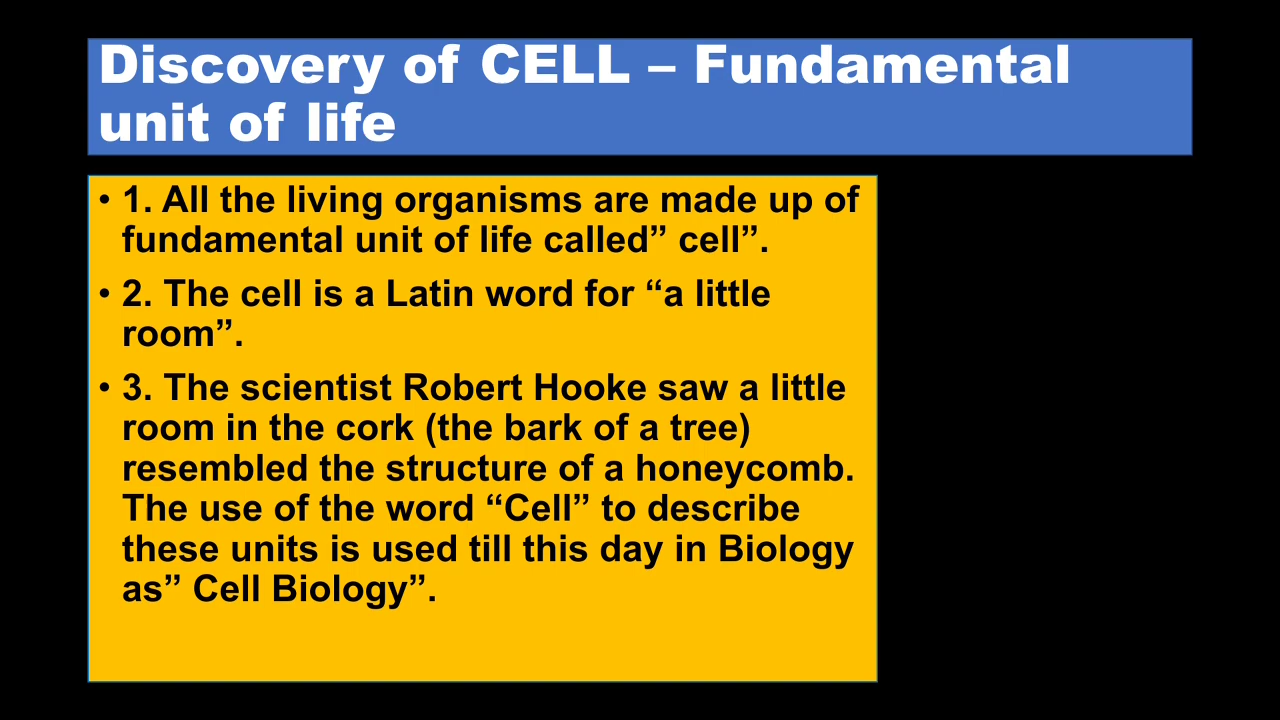 Discovery of CELL – Fundamental
unit of life
• 1. All the living organisms are made up of
fundamental unit of life called” cell”.
• 2. The cell is a Latin word for “a little
room”.
• 3. The scientist Robert Hooke saw a little
room in the cork (the bark of a tree)
resembled the structure of a honeycomb.
The use of the word “Cell” to describe
these units is used till this day in Biology
as” Cell Biology”.